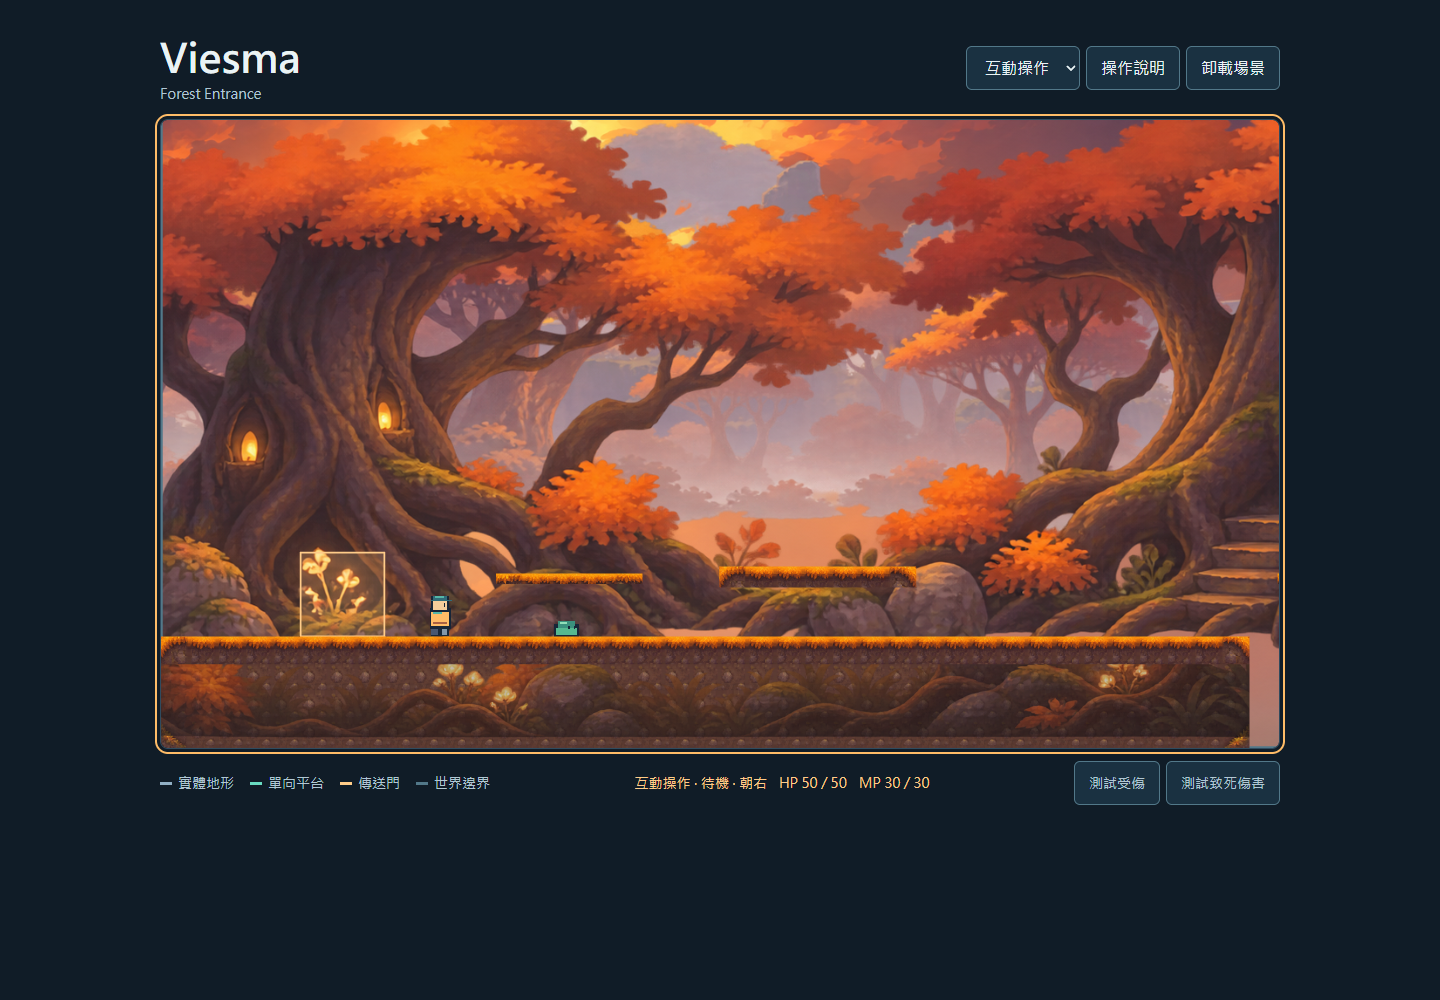 Viesma
Forest Entrance
互動操作
操作說明
卸載場景
實體地形
單向平台
傳送門
世界邊界
互動操作 · 待機 · 朝右 HP 50 / 50 MP 30 / 30
測試受傷
測試致死傷害